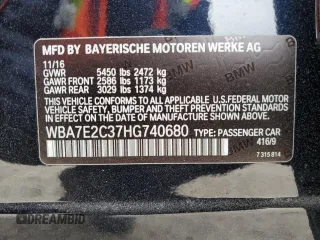 MFD BY BAYERISCHE MOTOREN WERKE AG
11/16
GVWR 5450 lbs 2472 kg
GAWR FRONT 2586 lbs 1173 kg
GAWR REAR 3029 lbs 1374 kg
THIS VEHICLE CONFORMS TO ALL APPLICABLE U.S. FEDERAL MOTOR VEHICLE SAFETY,
BUMPER, AND THEFT PREVENTION STANDARDS IN EFFECT
ON THE DATE OF MANUFACTURE SHOWN ABOVE.
WBA7E2C37HG740680 TYPE: PASSENGER CAR
416/9
7 315 814
DREAMBID